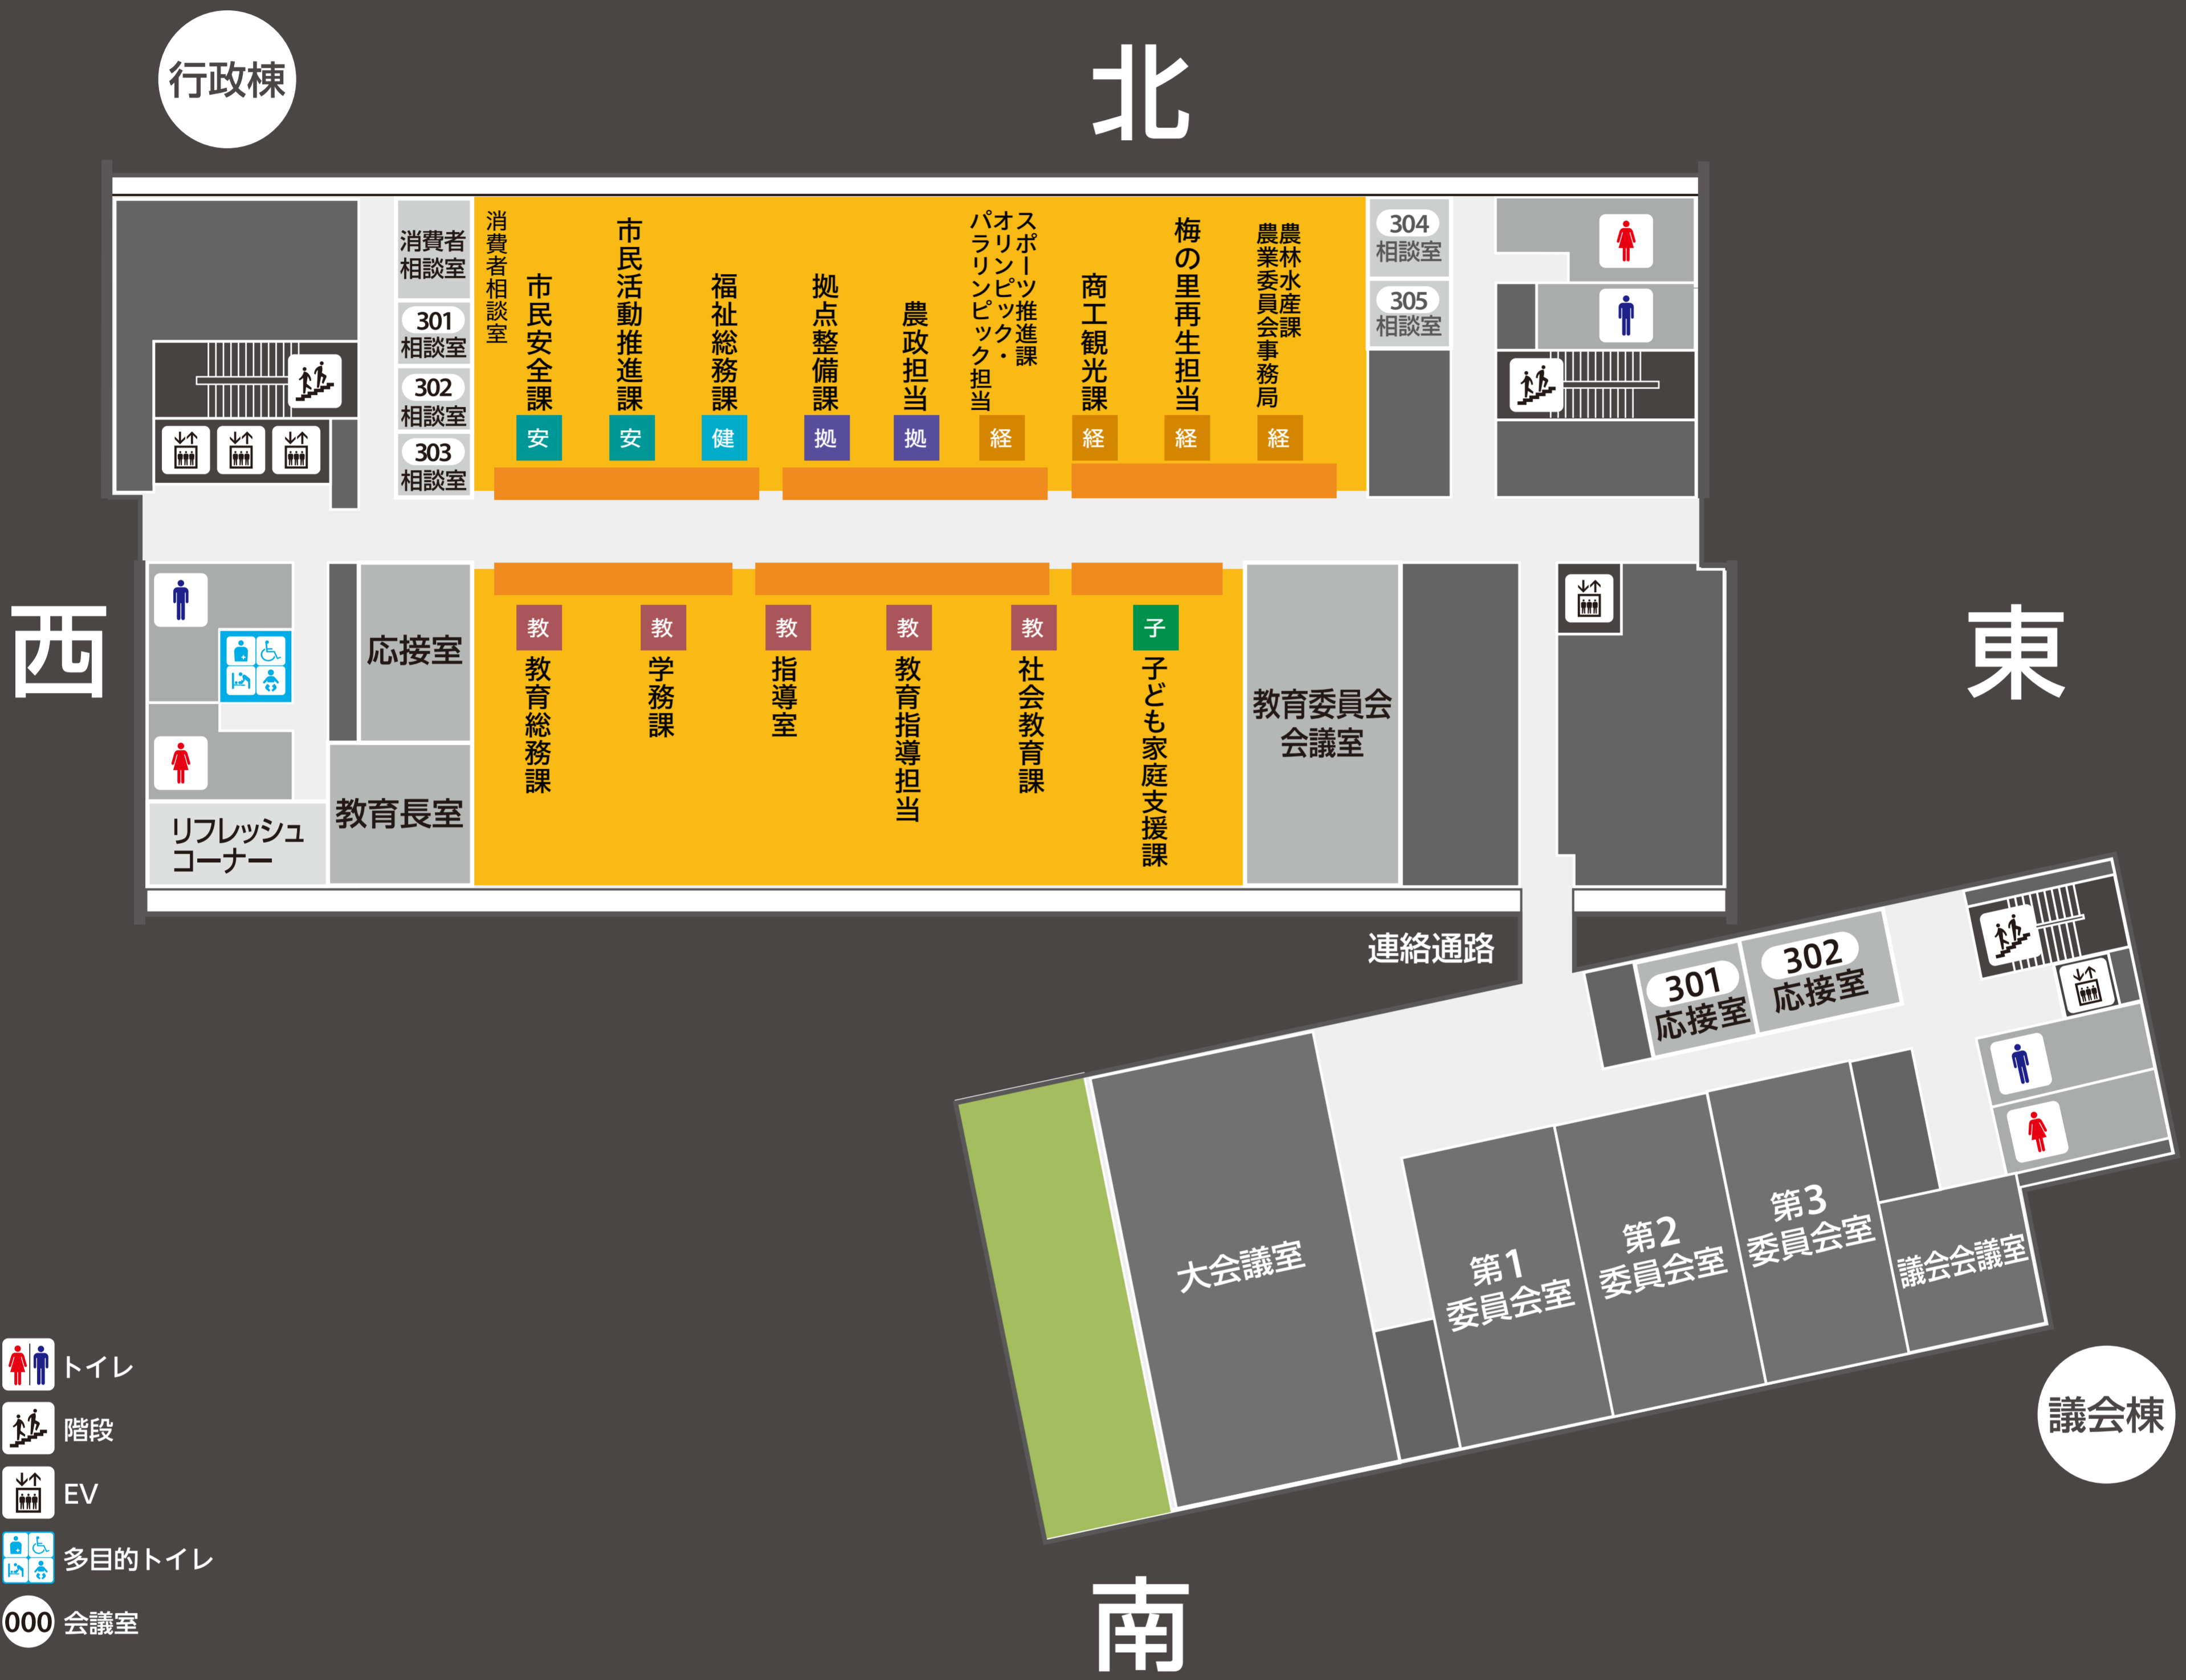 行政棟
北
消費者
相談室
301
相談室
302
相談室
303
相談室
消費者相談室
市民安全課
市民活動推進課
福祉総務課
拠点整備課
農政担当
スポーツ推進課
オリンピック・
パラリンピック担当
商工観光課
梅の里再生担当
農林水産課
農業委員会事務局
安
安
健
拠
拠
経
経
経
経
304
相談室
305
相談室
西
東
応接室
教育長室
リフレッシュ
コーナー
教
教
教
教
教
子
教育総務課
学務課
指導室
教育指導担当
社会教育課
子ども家庭支援課
教育委員会
会議室
連絡通路
301
応接室
302
応接室
大会議室
第1
委員会室
第2
委員会室
第3
委員会室
議会会議室
議会棟
南
トイレ
階段
EV
多目的トイレ
000
会議室